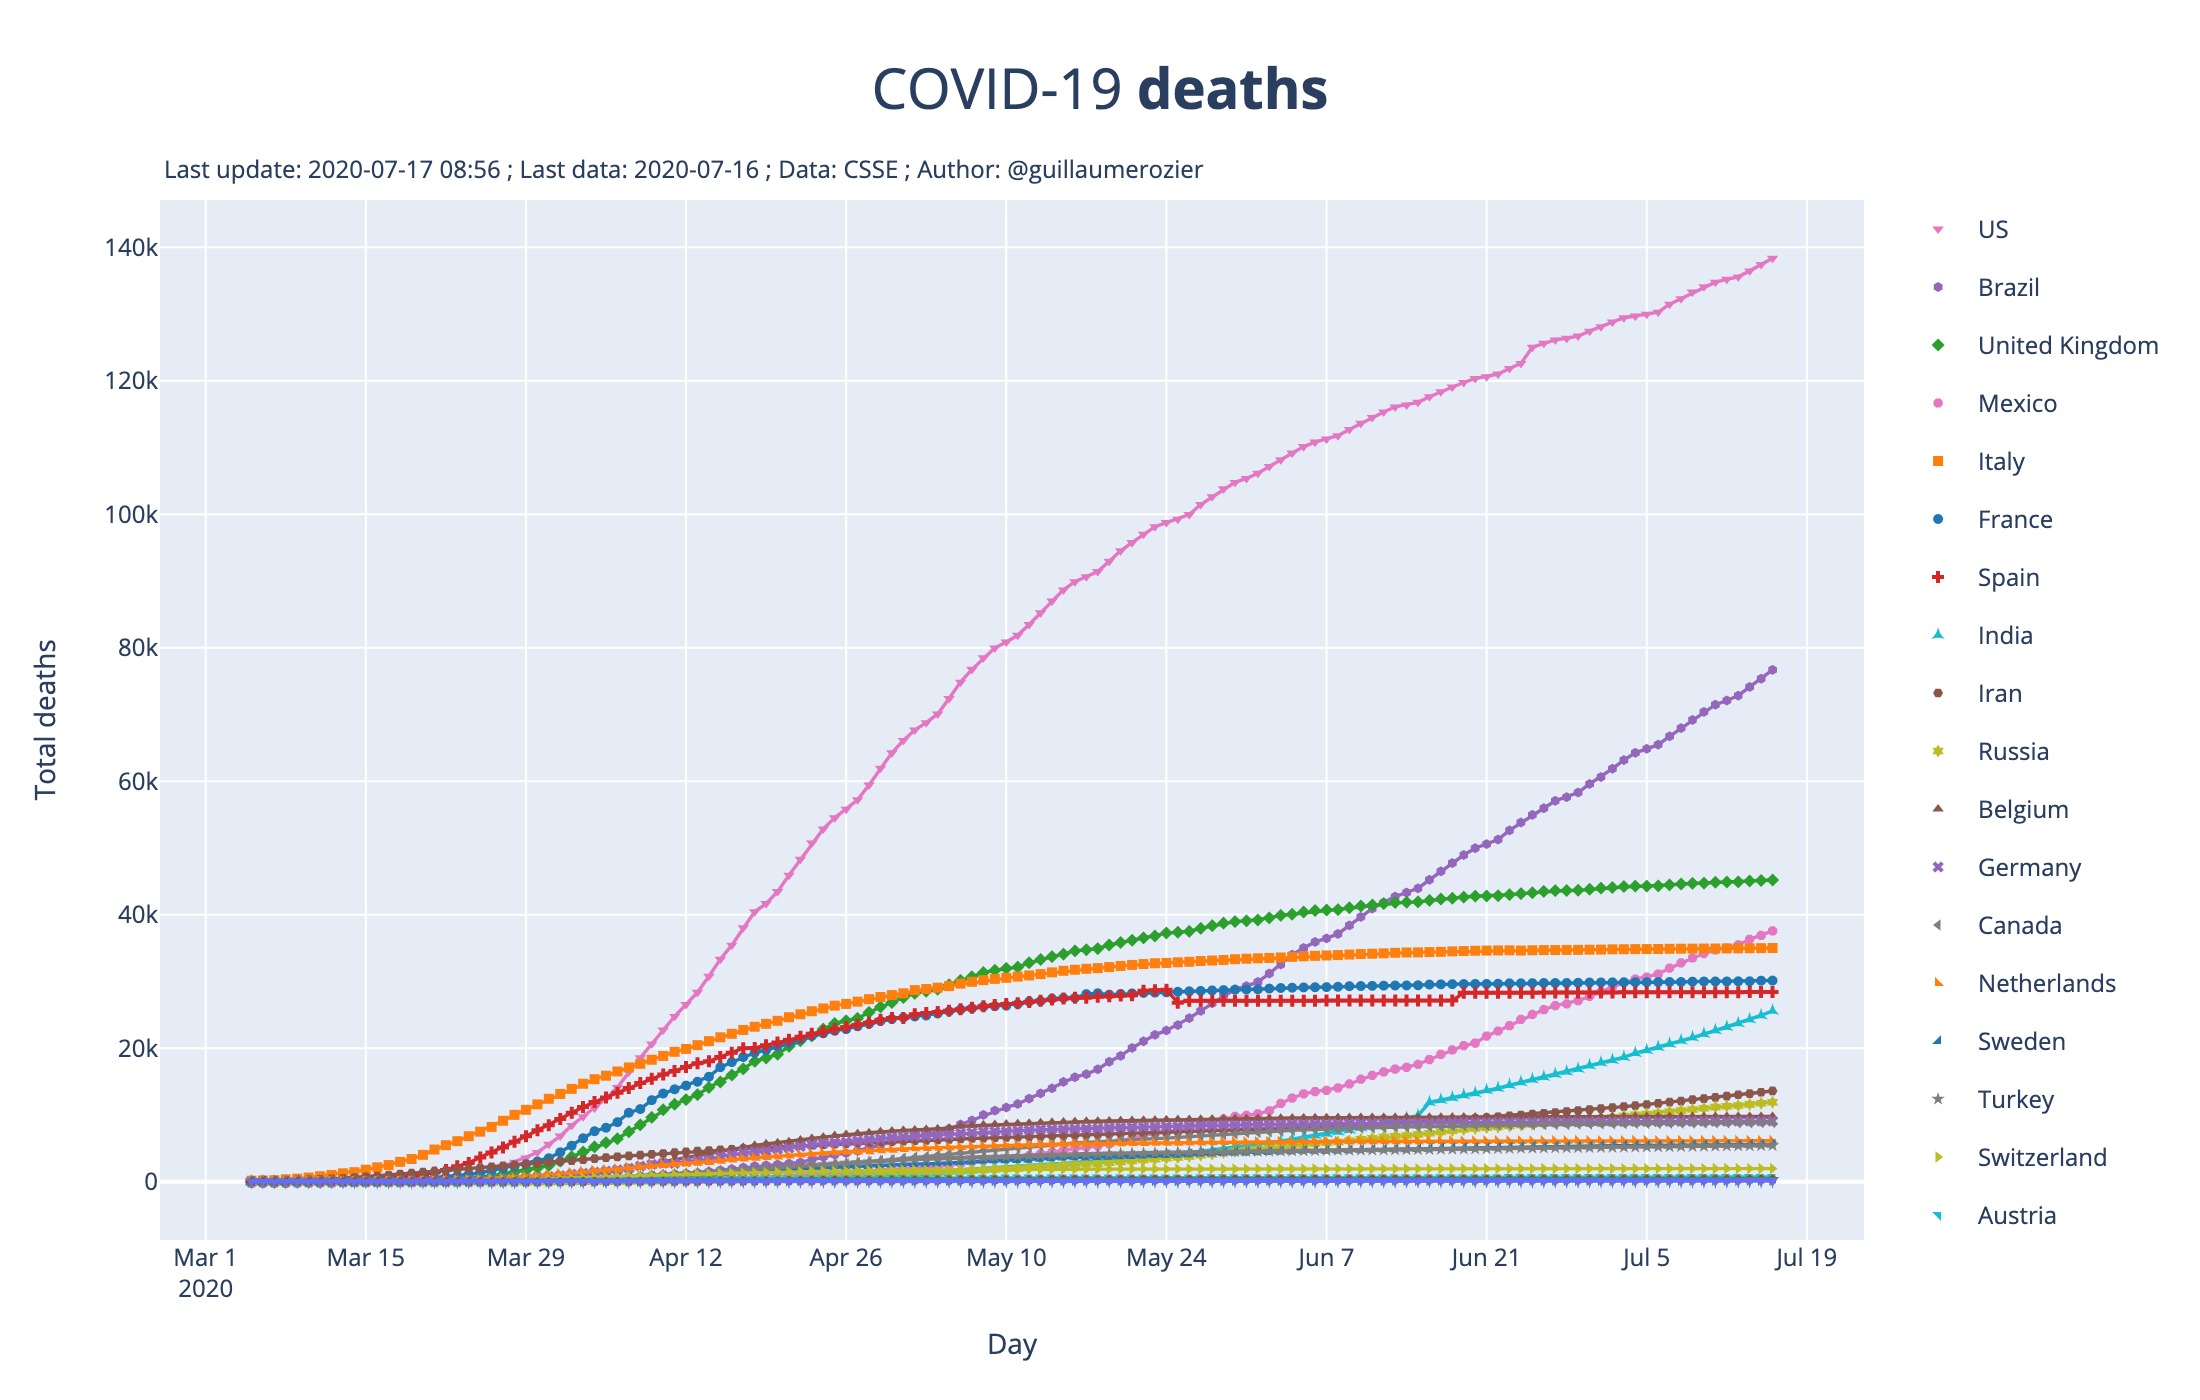 COVID-19 deaths
Last update: 2020-07-17 08:56 ; Last data: 2020-07-16 ; Data: CSSE ; Author: @guillaumerozier
140k
120k
100k
80k
60k
40k
20k
0
Total deaths
Mar 1
2020
Mar 15
Mar 29
Apr 12
Apr 26
May 10
May 24
Jun 7
Jun 21
Jul 5
Jul 19
Day
US
Brazil
United Kingdom
Mexico
Italy
France
Spain
India
Iran
Russia
Belgium
Germany
Canada
Netherlands
Sweden
Turkey
Switzerland
Austria